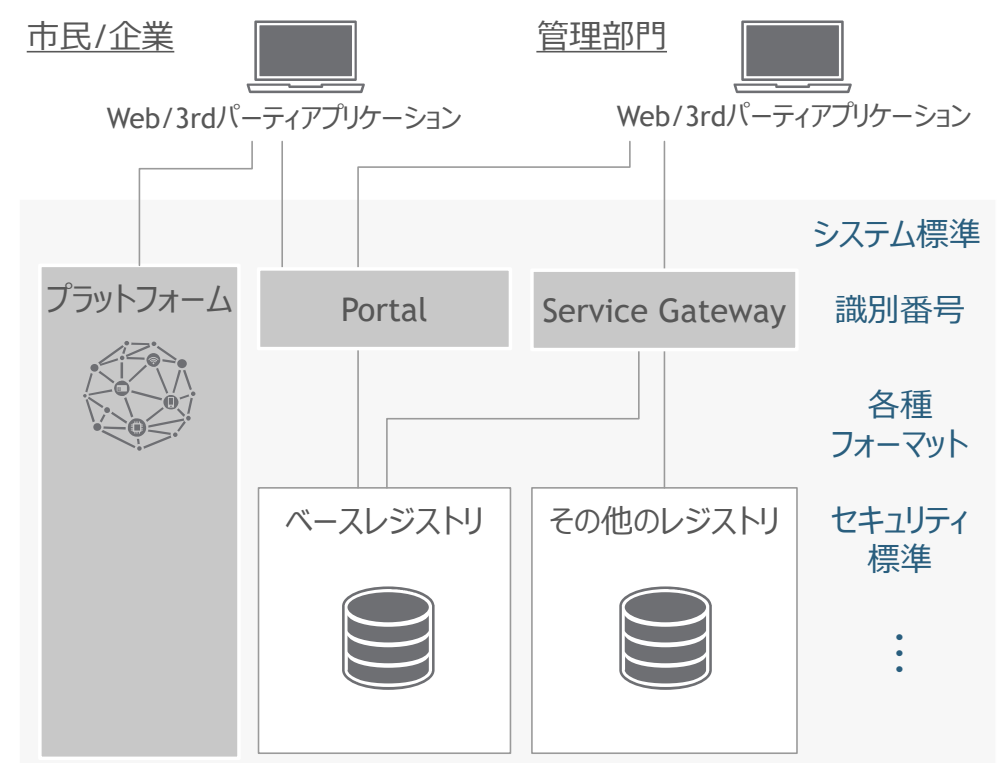 市民/企業
管理部門
Web/3rdパーティアプリケーション
Web/3rdパーティアプリケーション
システム標準
プラットフォーム
Portal
Service Gateway
識別番号
各種
フォーマット
ベースレジストリ
その他のレジストリ
セキュリティ
標準
⋮